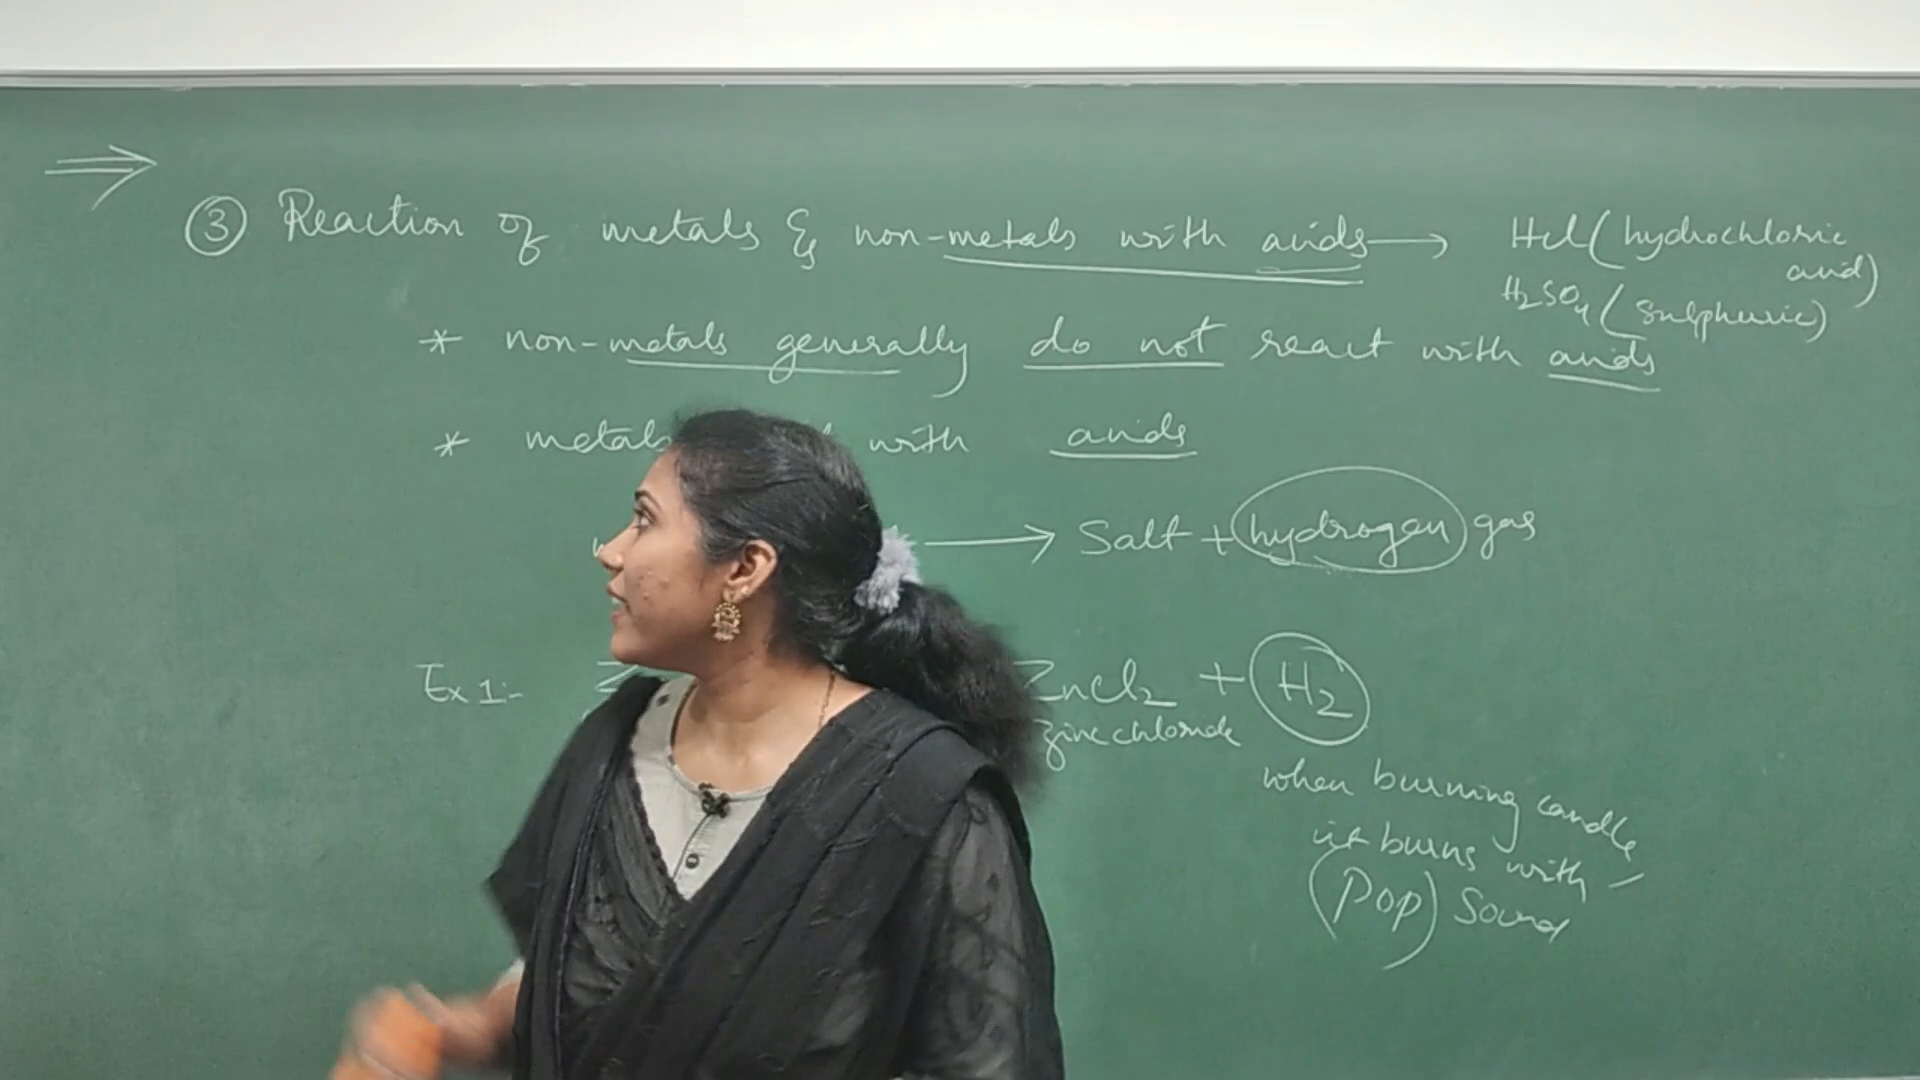 ③ Reaction of metals & non-metals with acids → Hcl (hydrochloric acid)
H2SO4 (Sulphuric)
* non-metals generally do not react with acids
* metals with acids
→ Salt + hydrogen gas
Ex 1:- ZnCl2 + H2
zinc chloride
when burning candle
it burns with -
(Pop) Sound